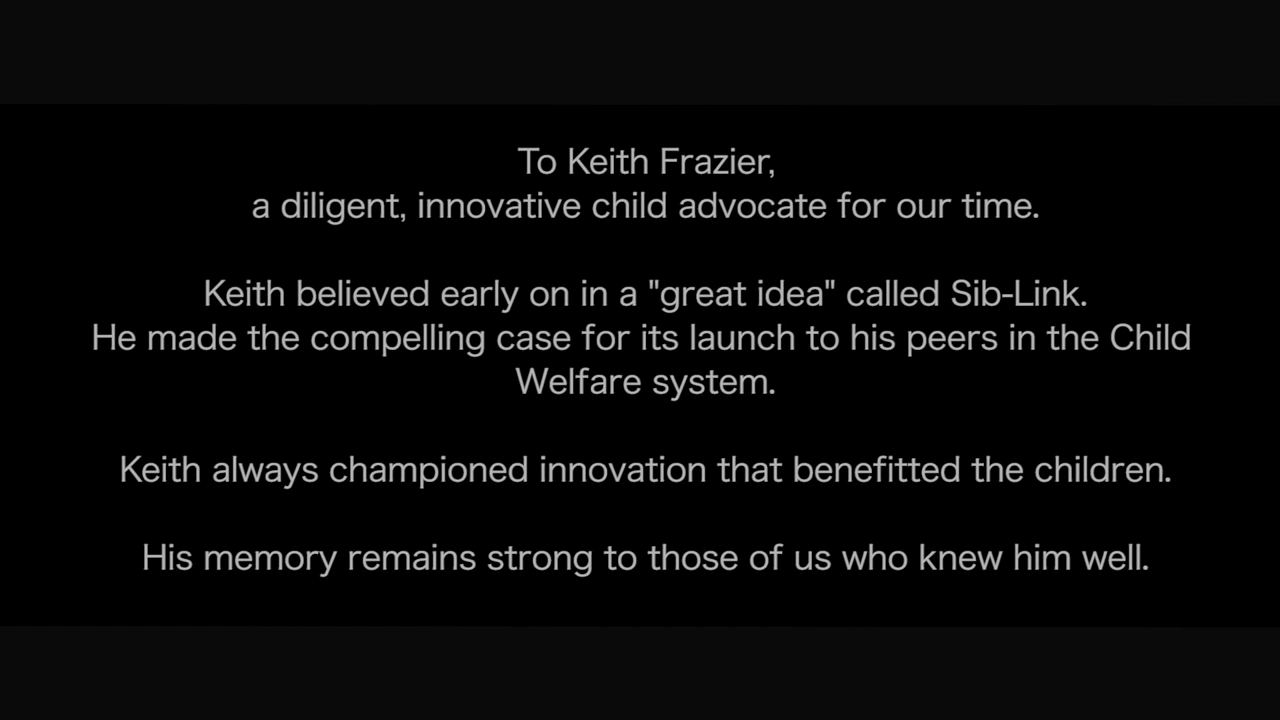 To Keith Frazier,
a diligent, innovative child advocate for our time.
Keith believed early on in a "great idea" called Sib-Link.
He made the compelling case for its launch to his peers in the Child
Welfare system.
Keith always championed innovation that benefitted the children.
His memory remains strong to those of us who knew him well.